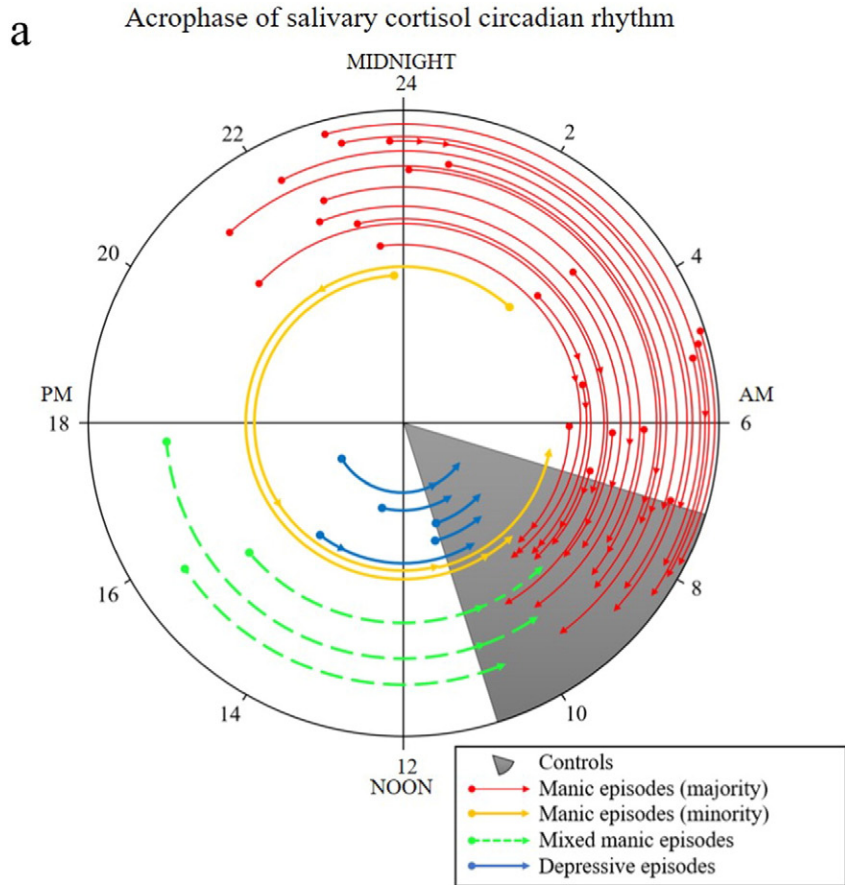 a
Acrophase of salivary cortisol circadian rhythm
MIDNIGHT
24
22
2
20
4
PM
18
AM
6
16
8
14
10
12
NOON
Controls
Manic episodes (majority)
Manic episodes (minority)
Mixed manic episodes
Depressive episodes